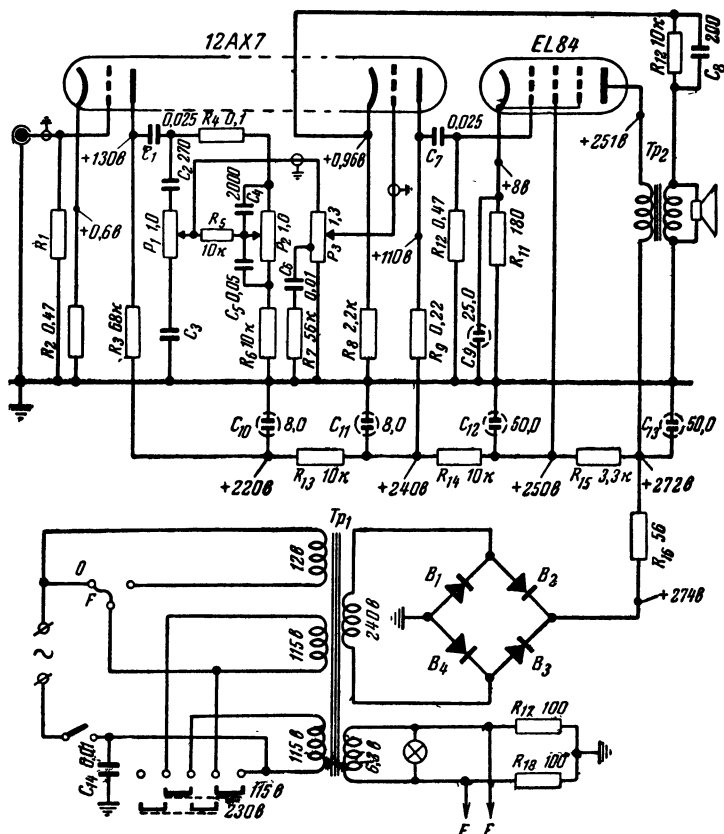 12AX7
EL84
R12 10к
C8 200
+130в
C1 0,025
R4 0,1
C2 270
+0,6в
+0,96в
C7 0,025
+8в
+251в
Тр2
R1
P1 1,0
R5 10к
2000 C4
P2 1,0
P3 1,3
+110в
R12 0,47
R11 180
R2 0,47
R3 68к
C3
C5 0,05
R6 10к
C6 0,01
R7 56к
R8 2,2к
R9 0,22
C9 25,0
C10 8,0
C11 8,0
C12 50,0
C13 50,0
+220в
R13 10к
+240в
R14 10к
+250в
R15 3,3к
+272в
R16 56
+274в
Тр1
0
F
12в
115в
115в
240в
6,3в
B1
B2
B4
B3
R12 100
R18 100
C14 0,01
115в
230в
F F